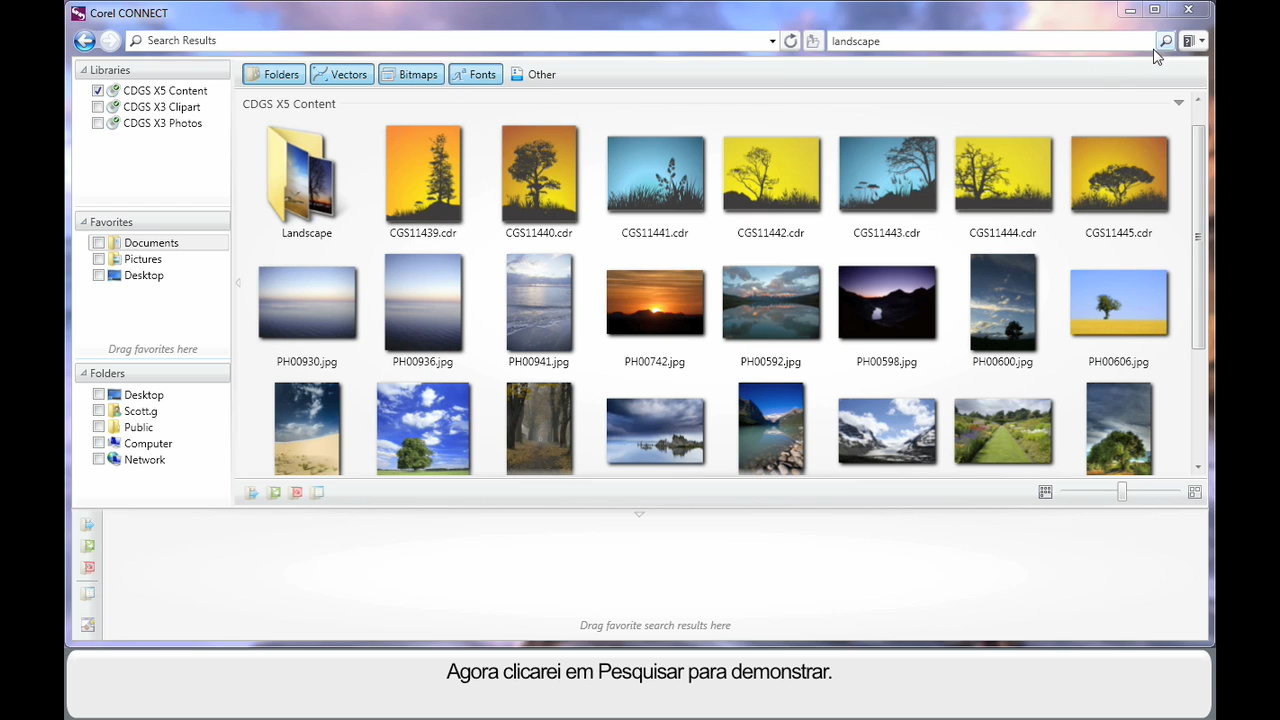 Corel CONNECT
Search Results
landscape
Libraries
CDGS X5 Content
CDGS X3 Clipart
CDGS X3 Photos
Favorites
Documents
Pictures
Desktop
Drag favorites here
Folders
Desktop
Scott.g
Public
Computer
Network
Folders Vectors Bitmaps Fonts Other
CDGS X5 Content
Landscape CGS11439.cdr CGS11440.cdr CGS11441.cdr CGS11442.cdr CGS11443.cdr CGS11444.cdr CGS11445.cdr
PH00930.jpg PH00936.jpg PH00941.jpg PH00742.jpg PH00592.jpg PH00598.jpg PH00600.jpg PH00606.jpg
Drag favorite search results here
Agora clicarei em Pesquisar para demonstrar.